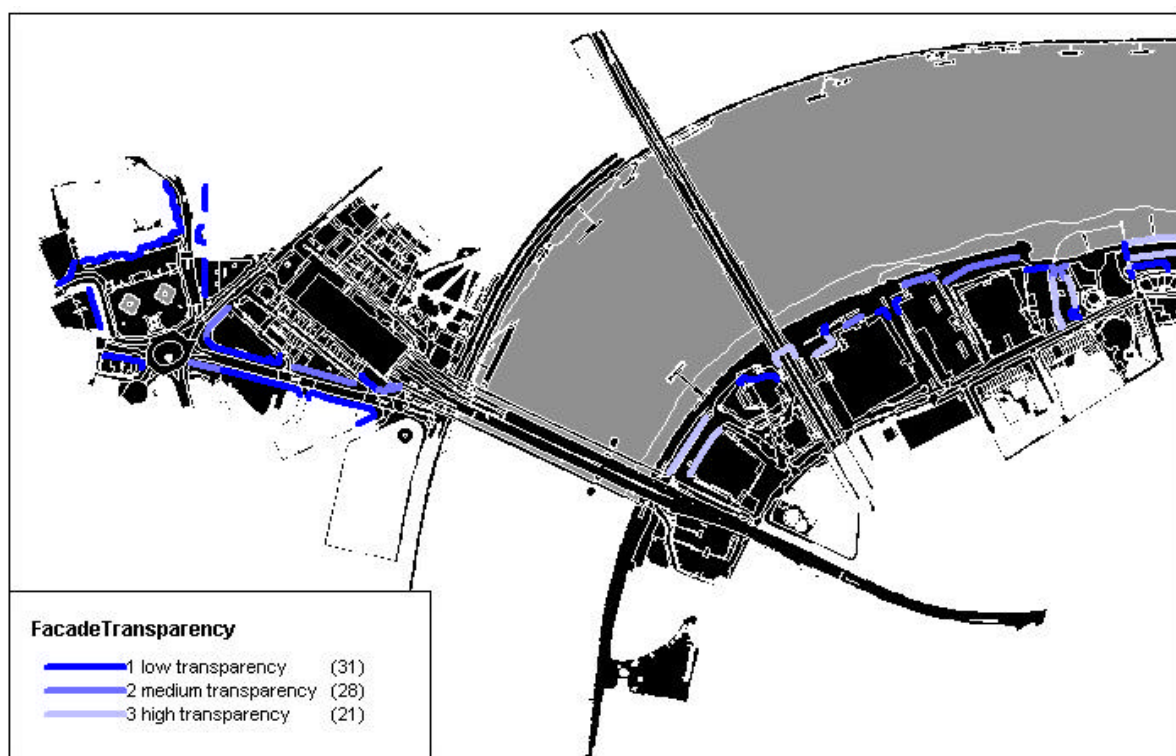 FacadeTransparency
1 low transparency (31)
2 medium transparency (28)
3 high transparency (21)